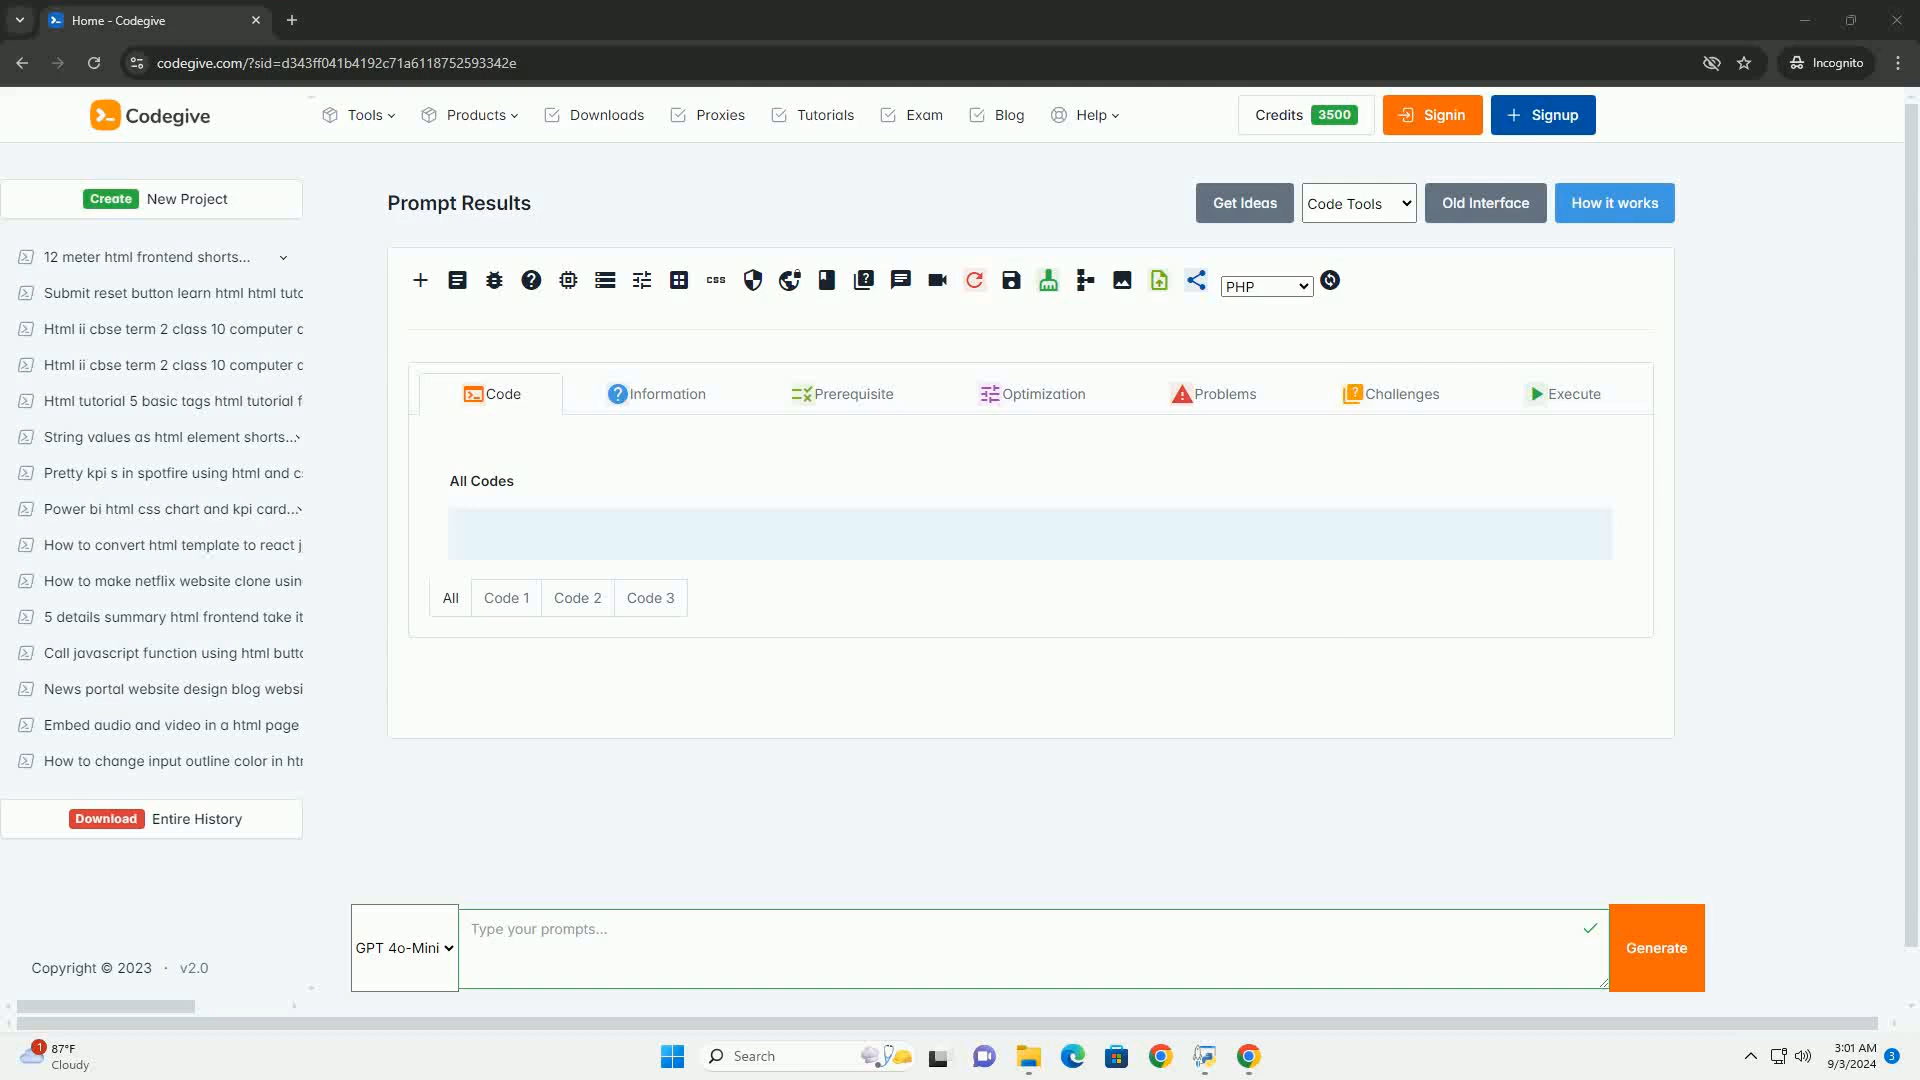 Home - Codegive
codegive.com/?sid=d343ff041b4192c71a6118752593342e
Incognito
Codegive
Tools
Products
Downloads
Proxies
Tutorials
Exam
Blog
Help
Credits 3500
Signin
Signup
Create New Project
Prompt Results
Get Ideas
Code Tools
Old Interface
How it works
12 meter html frontend shorts...
Submit reset button learn html html tuto
Html ii cbse term 2 class 10 computer a
Html ii cbse term 2 class 10 computer a
Html tutorial 5 basic tags html tutorial f
String values as html element shorts...
Pretty kpi s in spotfire using html and c
Power bi html css chart and kpi card...
How to convert html template to react j
How to make netflix website clone usin
5 details summary html frontend take it
Call javascript function using html butto
News portal website design blog websi
Embed audio and video in a html page
How to change input outline color in htm
Download Entire History
Copyright © 2023 · v2.0
css
PHP
Code
Information
Prerequisite
Optimization
Problems
Challenges
Execute
All Codes
All
Code 1
Code 2
Code 3
GPT 4o-Mini
Type your prompts...
Generate
1
87°F
Cloudy
Search
3:01 AM
9/3/2024
3